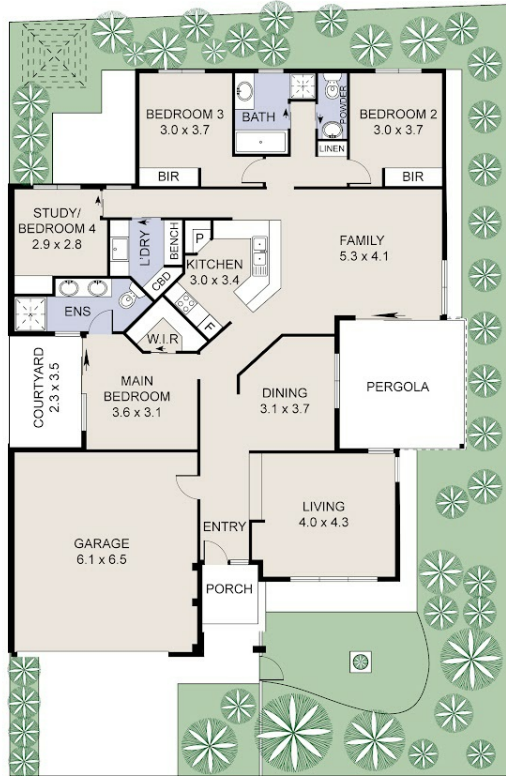 BEDROOM 3
3.0 x 3.7
BIR
BATH
POWDER
LINEN
BEDROOM 2
3.0 x 3.7
BIR
STUDY/
BEDROOM 4
2.9 x 2.8
L'DRY
BENCH
P
KITCHEN
3.0 x 3.4
FAMILY
5.3 x 4.1
CBD
F
ENS
W.I.R
COURTYARD
2.3 x 3.5
MAIN
BEDROOM
3.6 x 3.1
DINING
3.1 x 3.7
PERGOLA
LIVING
4.0 x 4.3
GARAGE
6.1 x 6.5
ENTRY
PORCH